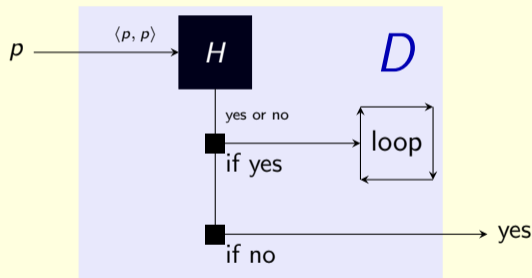 p
⟨p, p⟩
H
D
yes or no
loop
if yes
yes
if no